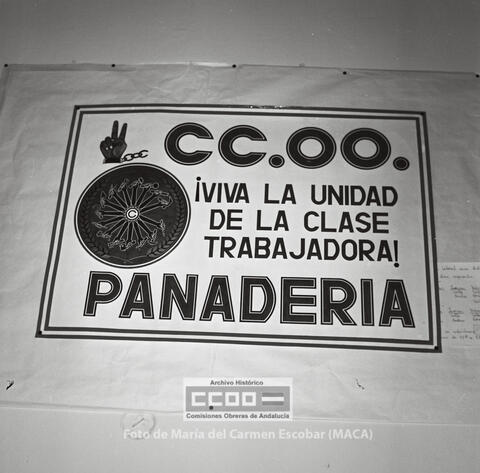 CC.OO.
¡VIVA LA UNIDAD
DE LA CLASE
TRABAJADORA!
PANADERIA
Archivo Histórico
CCOO
Comisiones Obreras de Andalucía
Foto de María del Carmen Escobar (MACA)